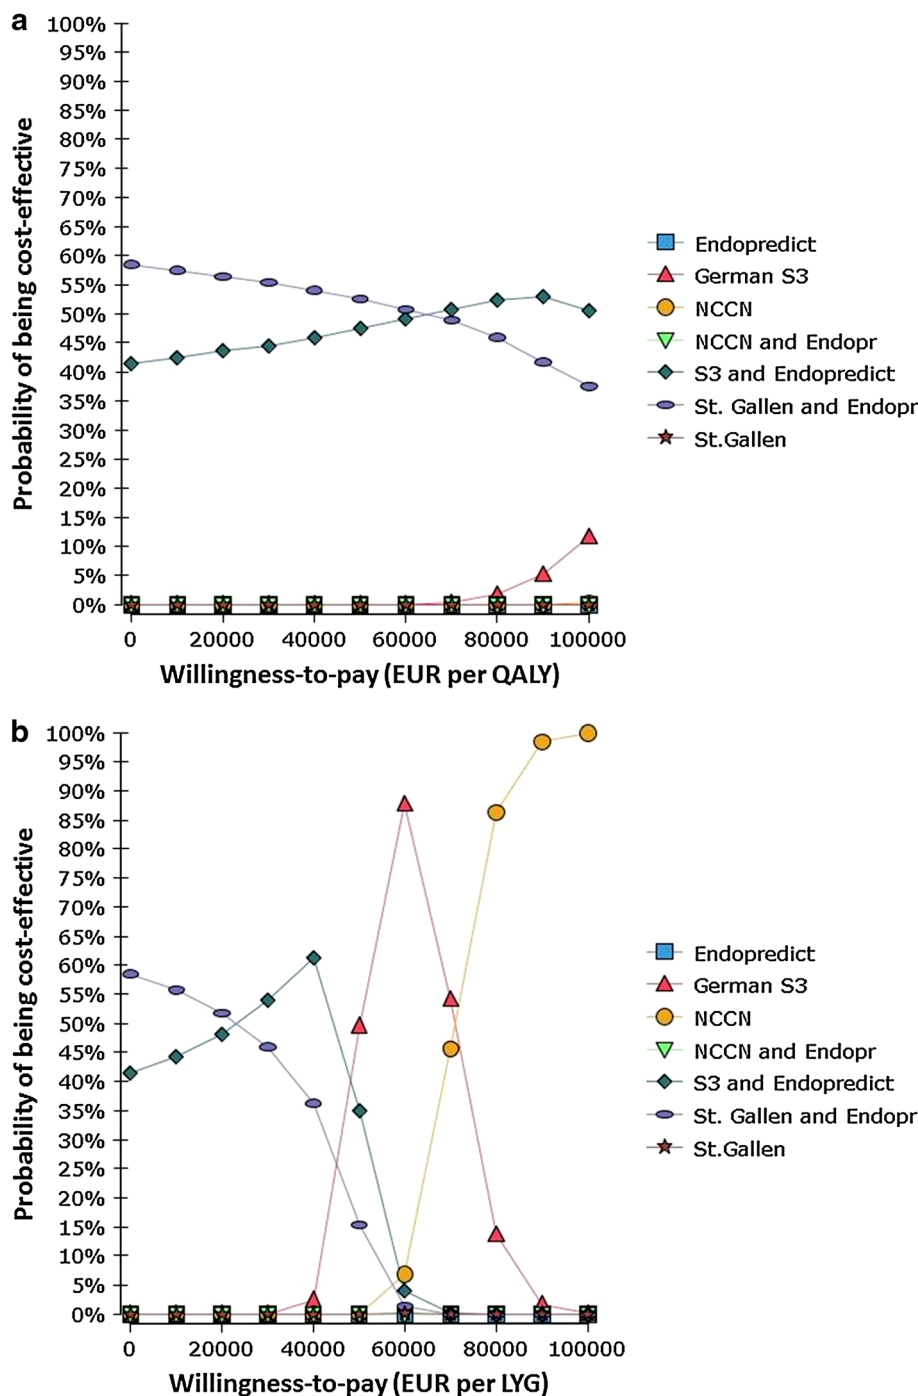 a
100%
95%
90%
85%
80%
75%
70%
65%
60%
55%
50%
45%
40%
35%
30%
25%
20%
15%
10%
5%
0%
Probability of being cost-effective
0 20000 40000 60000 80000 100000
Willingness-to-pay (EUR per QALY)
Endopredict
German S3
NCCN
NCCN and Endopr
S3 and Endopredict
St. Gallen and Endopr
St.Gallen
b
100%
95%
90%
85%
80%
75%
70%
65%
60%
55%
50%
45%
40%
35%
30%
25%
20%
15%
10%
5%
0%
Probability of being cost-effective
0 20000 40000 60000 80000 100000
Willingness-to-pay (EUR per LYG)
Endopredict
German S3
NCCN
NCCN and Endopr
S3 and Endopredict
St. Gallen and Endopr
St.Gallen